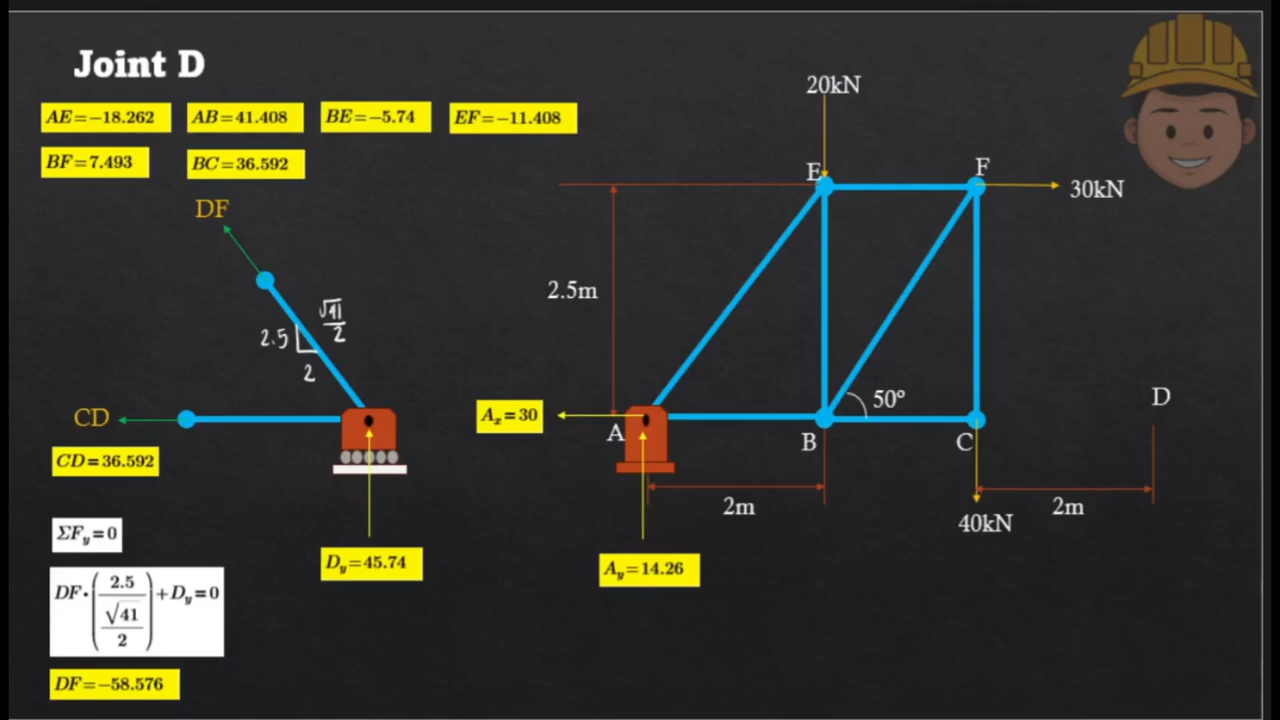 Joint D
AE=−18.262
AB=41.408
BE=−5.74
EF=−11.408
BF=7.493
BC=36.592
DF
√41
2
2.5
2
CD
CD=36.592
ΣFy=0
DF·(2.5/(√41/2))+Dy=0
DF=−58.576
Dy=45.74
20kN
E
F
30kN
2.5m
Ax=30
A
50º
B
C
D
2m
2m
40kN
Ay=14.26